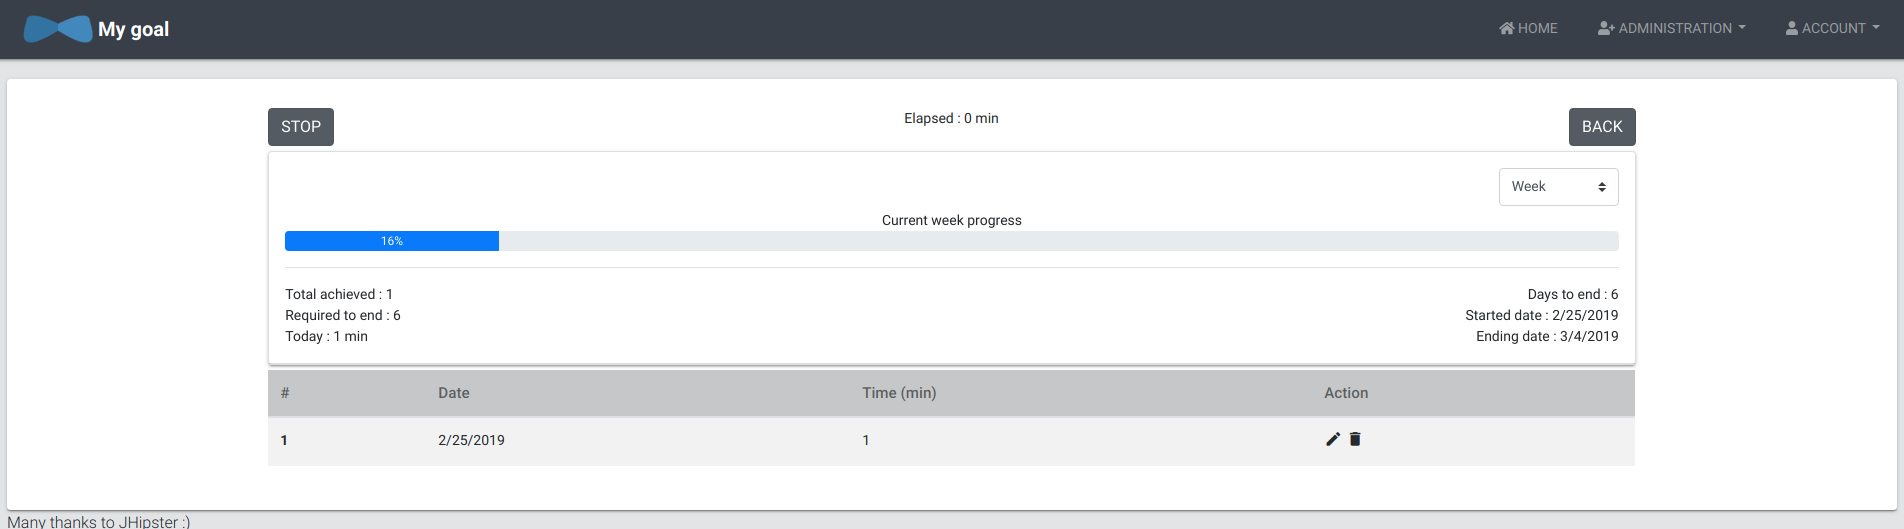 My goal
HOME
ADMINISTRATION
ACCOUNT
STOP
Elapsed : 0 min
BACK
Week
Current week progress
16%
Total achieved : 1
Required to end : 6
Today : 1 min
Days to end : 6
Started date : 2/25/2019
Ending date : 3/4/2019
# Date Time (min) Action
1 2/25/2019 1
Many thanks to JHipster :)